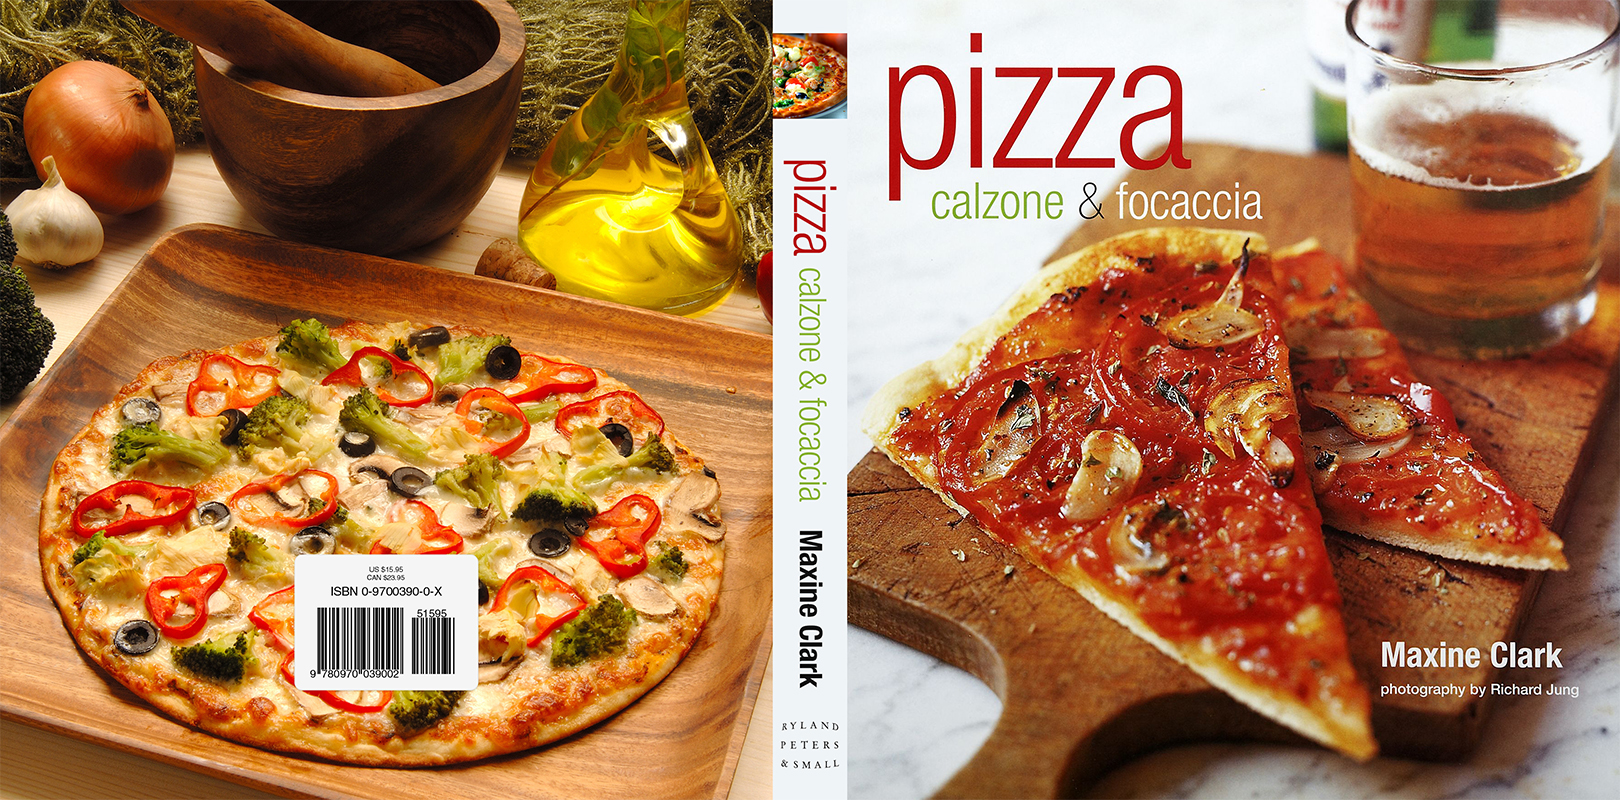 US $15.95
CAN $23.95
ISBN 0-9700390-0-X
51595
9 780970 039002
pizza calzone & focaccia Maxine Clark
RYLAND
PETERS
& SMALL
pizza
calzone & focaccia
Maxine Clark
photography by Richard Jung